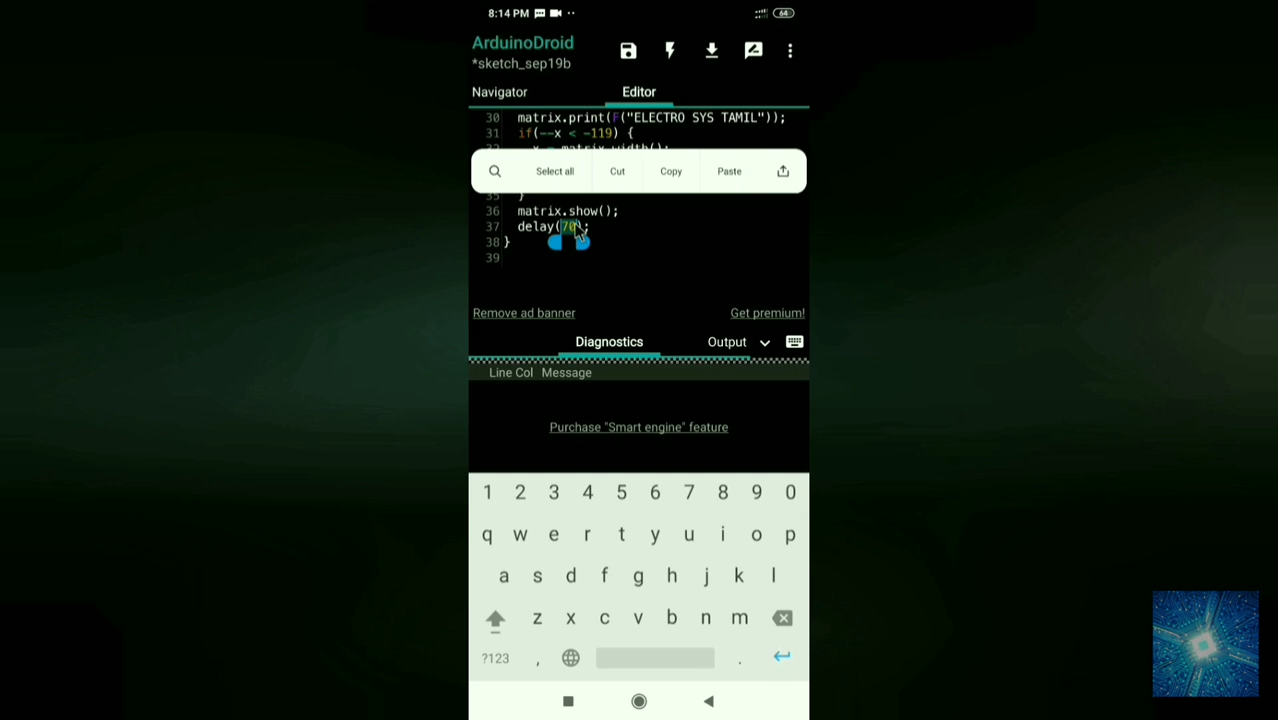 8:14 PM
64
ArduinoDroid
*sketch_sep19b
Navigator
Editor
30 matrix.print(F("ELECTRO SYS TAMIL"));
31 if(--x < -119) {
Select all
Cut
Copy
Paste
35 }
36 matrix.show();
37 delay(70);
38 }
39
Remove ad banner
Get premium!
Diagnostics
Output
Line Col Message
Purchase "Smart engine" feature
1 2 3 4 5 6 7 8 9 0
q w e r t y u i o p
a s d f g h j k l
z x c v b n m
?123 , .